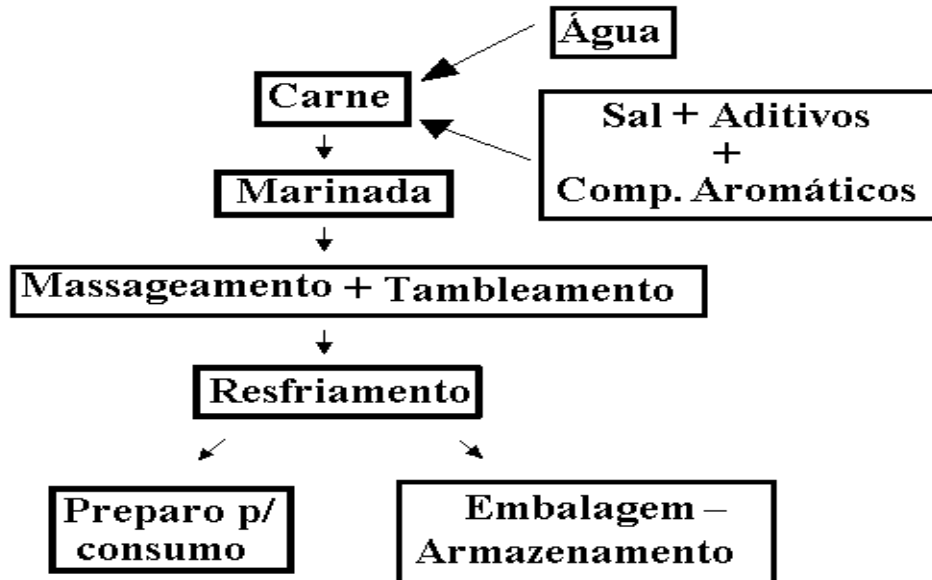 Água
Carne
Sal + Aditivos
+
Comp. Aromáticos
Marinada
Massageamento + Tambleamento
Resfriamento
Preparo p/
consumo
Embalagem –
Armazenamento